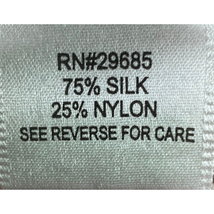 RN#29685
75% SILK
25% NYLON
SEE REVERSE FOR CARE